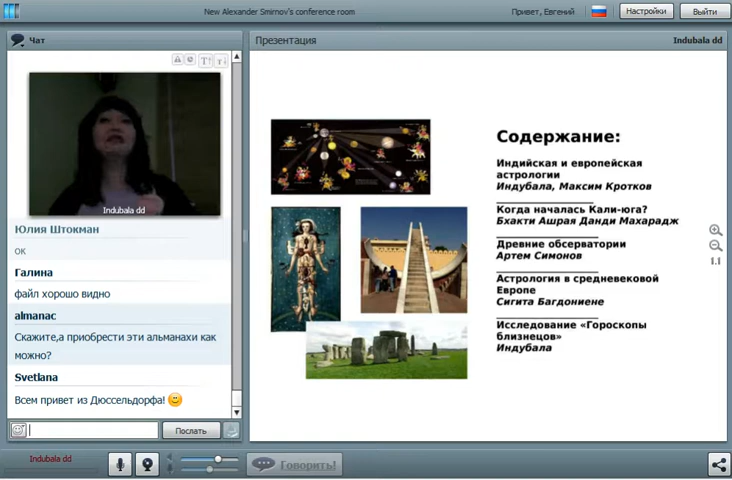 New Alexander Smirnov's conference room
Привет, Евгений
Настройки
Выйти
Чат
Indubala dd
Юлия Штокман
ок
Галина
файл хорошо видно
almanac
Скажите,а приобрести эти альманахи как
можно?
Svetlana
Всем привет из Дюссельдорфа!
Послать
Презентация
Indubala dd
Содержание:
Индийская и европейская
астрологии
Индубала, Максим Кротков
Когда началась Кали-юга?
Бхакти Ашрая Данди Махарадж
Древние обсерватории
Артем Симонов
Астрология в средневековой
Европе
Сигита Багдониене
Исследование «Гороскопы
близнецов»
Индубала
1:1
Indubala dd
Говорить!